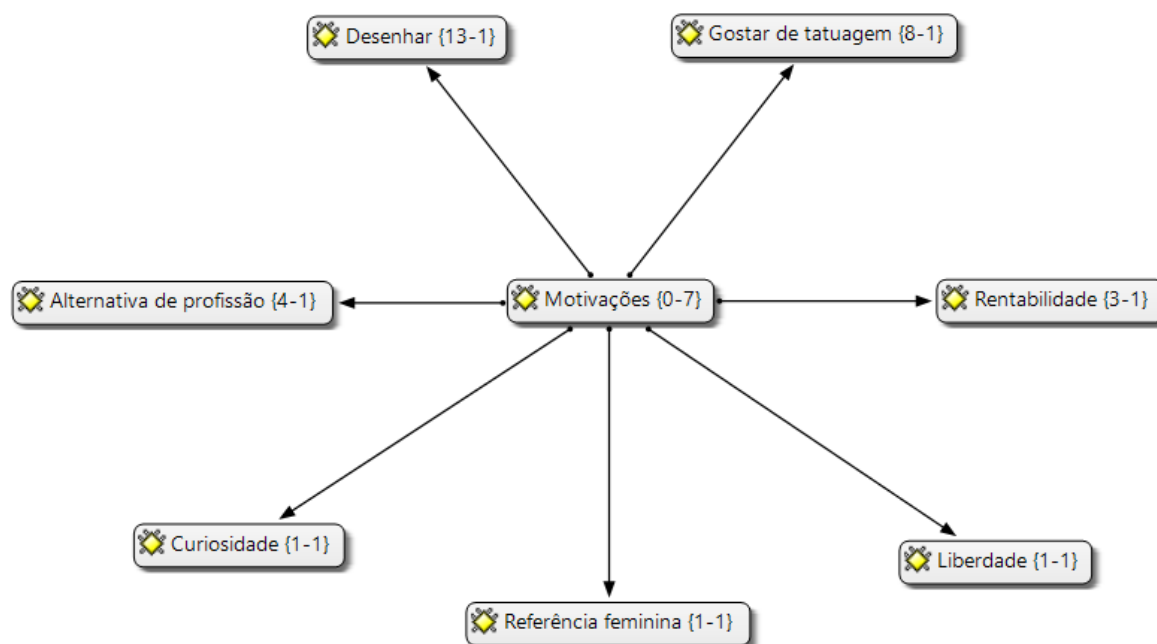 Desenhar {13-1}
Gostar de tatuagem {8-1}
Alternativa de profissão {4-1}
Motivações {0-7}
Rentabilidade {3-1}
Curiosidade {1-1}
Liberdade {1-1}
Referência feminina {1-1}